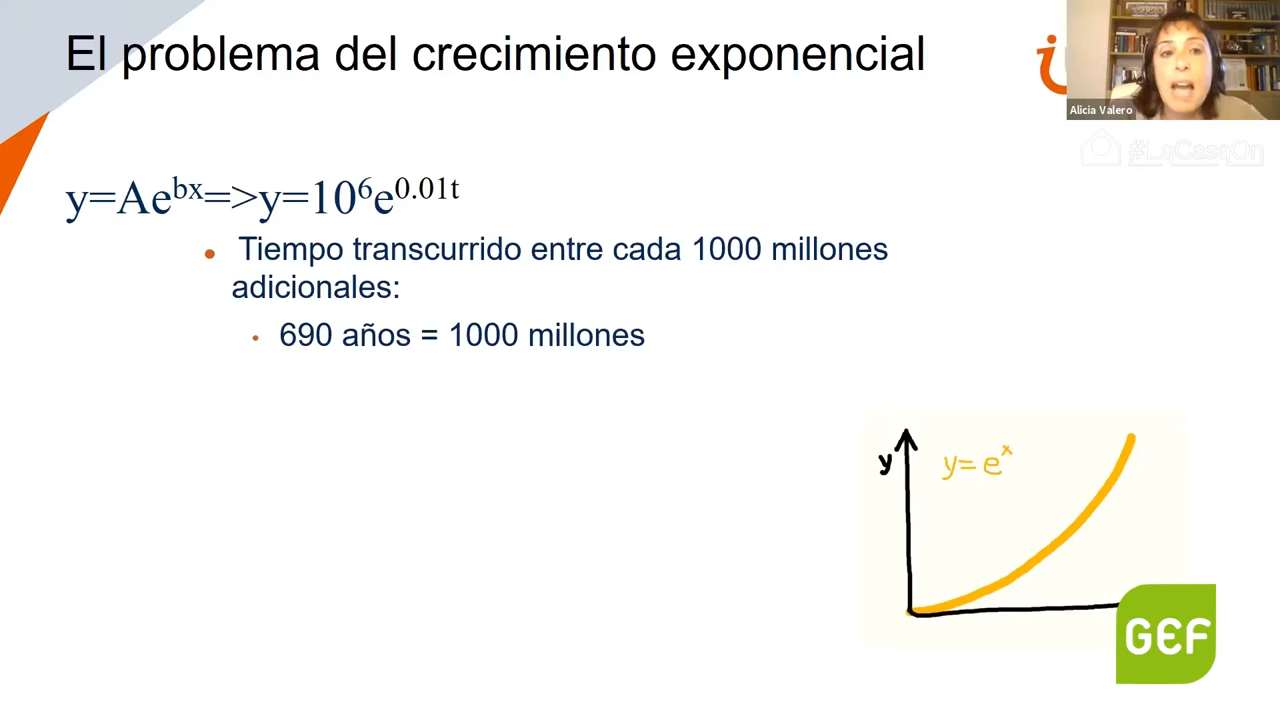 El problema del crecimiento exponencial
Alicia Valero
#LaCasaOn
y=Ae^bx=>y=10^6e^0.01t
• Tiempo transcurrido entre cada 1000 millones
adicionales:
• 690 años = 1000 millones
y
y=e^x
GEF